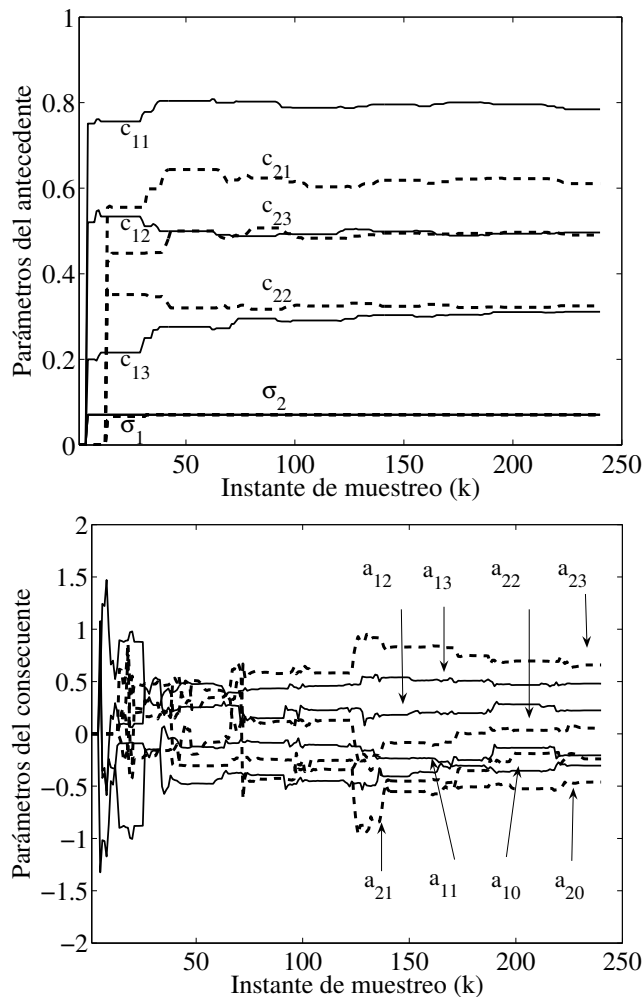 1
0.8
0.6
0.4
0.2
0
Parámetros del antecedente
c11
c21
c12
c23
c22
c13
σ2
σ1
50 100 150 200 250
Instante de muestreo (k)
2
1.5
1
0.5
0
−0.5
−1
−1.5
−2
Parámetros del consecuente
a12 a13 a22 a23
a21 a11 a10 a20
50 100 150 200 250
Instante de muestreo (k)